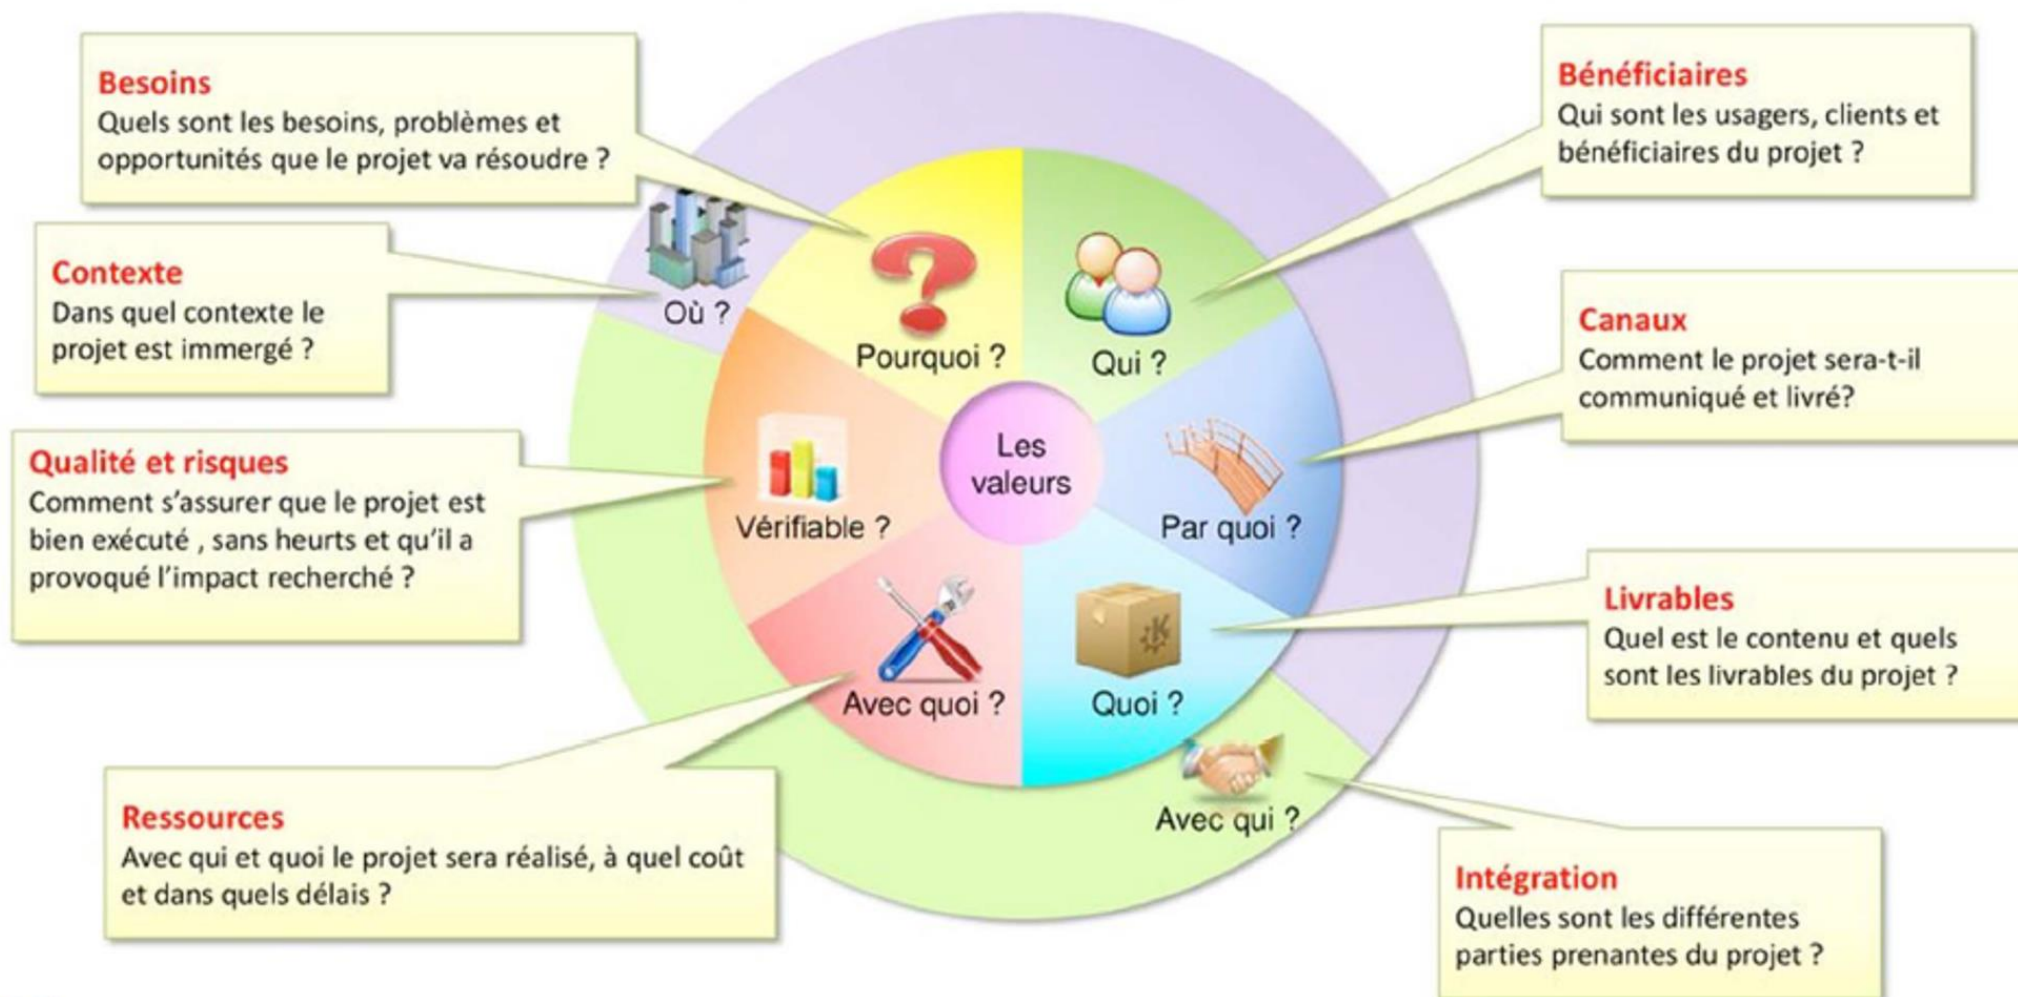 Besoins
Quels sont les besoins, problèmes et
opportunités que le projet va résoudre ?
Bénéficiaires
Qui sont les usagers, clients et
bénéficiaires du projet ?
Contexte
Dans quel contexte le
projet est immergé ?
Où ?
Pourquoi ?
Qui ?
Canaux
Comment le projet sera-t-il
communiqué et livré?
Qualité et risques
Comment s’assurer que le projet est
bien exécuté , sans heurts et qu’il a
provoqué l’impact recherché ?
Vérifiable ?
Les
valeurs
Par quoi ?
Livrables
Quel est le contenu et quels
sont les livrables du projet ?
Avec quoi ?
Quoi ?
Avec qui ?
Ressources
Avec qui et quoi le projet sera réalisé, à quel coût
et dans quels délais ?
Intégration
Quelles sont les différentes
parties prenantes du projet ?